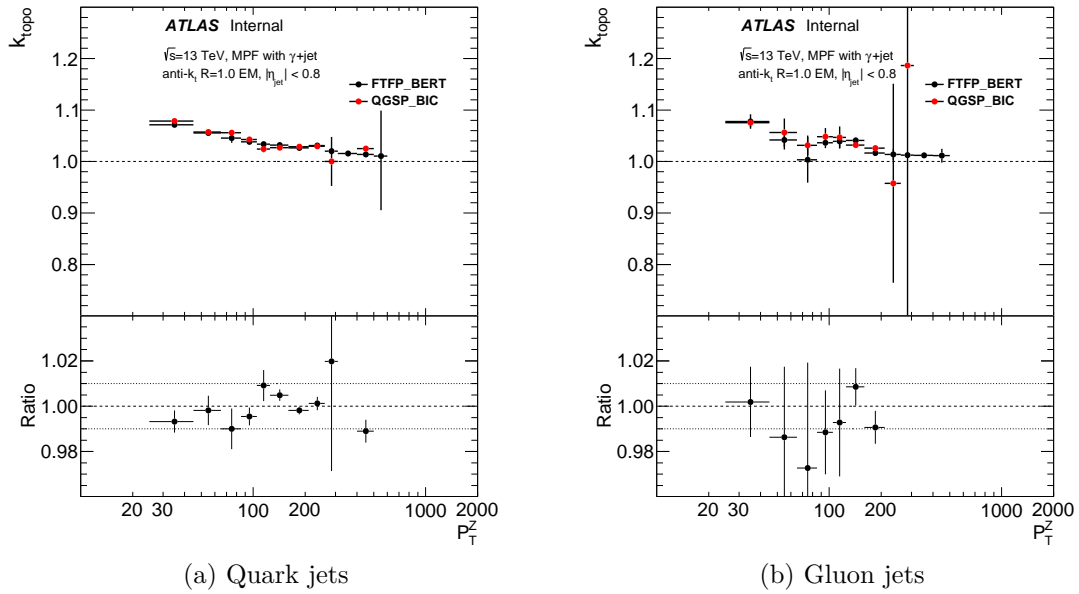 k_topo
ATLAS Internal
√s=13 TeV, MPF with γ+jet
anti-k_t R=1.0 EM, |η_jet| < 0.8
FTFP_BERT
QGSP_BIC
1.2
1.1
1.0
0.9
0.8
Ratio
1.02
1.00
0.98
20 30 100 200 1000 2000
P_T^Z
(a) Quark jets
k_topo
ATLAS Internal
√s=13 TeV, MPF with γ+jet
anti-k_t R=1.0 EM, |η_jet| < 0.8
FTFP_BERT
QGSP_BIC
1.2
1.1
1.0
0.9
0.8
Ratio
1.02
1.00
0.98
20 30 100 200 1000 2000
P_T^Z
(b) Gluon jets